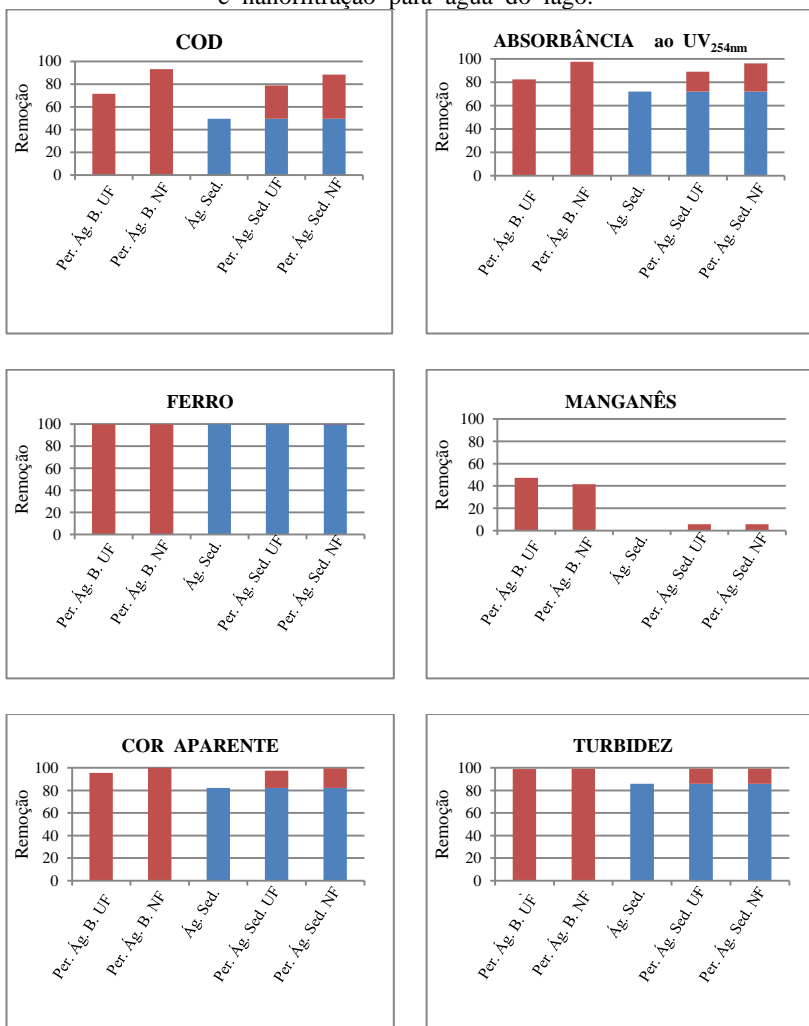 e nanofiltração para água do lago.
COD
Remoção
100
80
60
40
20
0
Per. Ág. B. UF
Per. Ág. B. NF
Ág. Sed.
Per. Ág. Sed. UF
Per. Ág. Sed. NF
ABSORBÂNCIA ao UV254nm
Remoção
100
80
60
40
20
0
Per. Ág. B. UF
Per. Ág. B. NF
Ág. Sed.
Per. Ág. Sed. UF
Per. Ág. Sed. NF
FERRO
Remoção
100
80
60
40
20
0
Per. Ág. B. UF
Per. Ág. B. NF
Ág. Sed.
Per. Ág. Sed. UF
Per. Ág. Sed. NF
MANGANÊS
Remoção
100
80
60
40
20
0
Per. Ág. B. UF
Per. Ág. B. NF
Ág. Sed.
Per. Ág. Sed. UF
Per. Ág. Sed. NF
COR APARENTE
Remoção
100
80
60
40
20
0
Per. Ág. B. UF
Per. Ág. B. NF
Ág. Sed.
Per. Ág. Sed. UF
Per. Ág. Sed. NF
TURBIDEZ
Remoção
100
80
60
40
20
0
Per. Ág. B. UF
Per. Ág. B. NF
Ág. Sed.
Per. Ág. Sed. UF
Per. Ág. Sed. NF